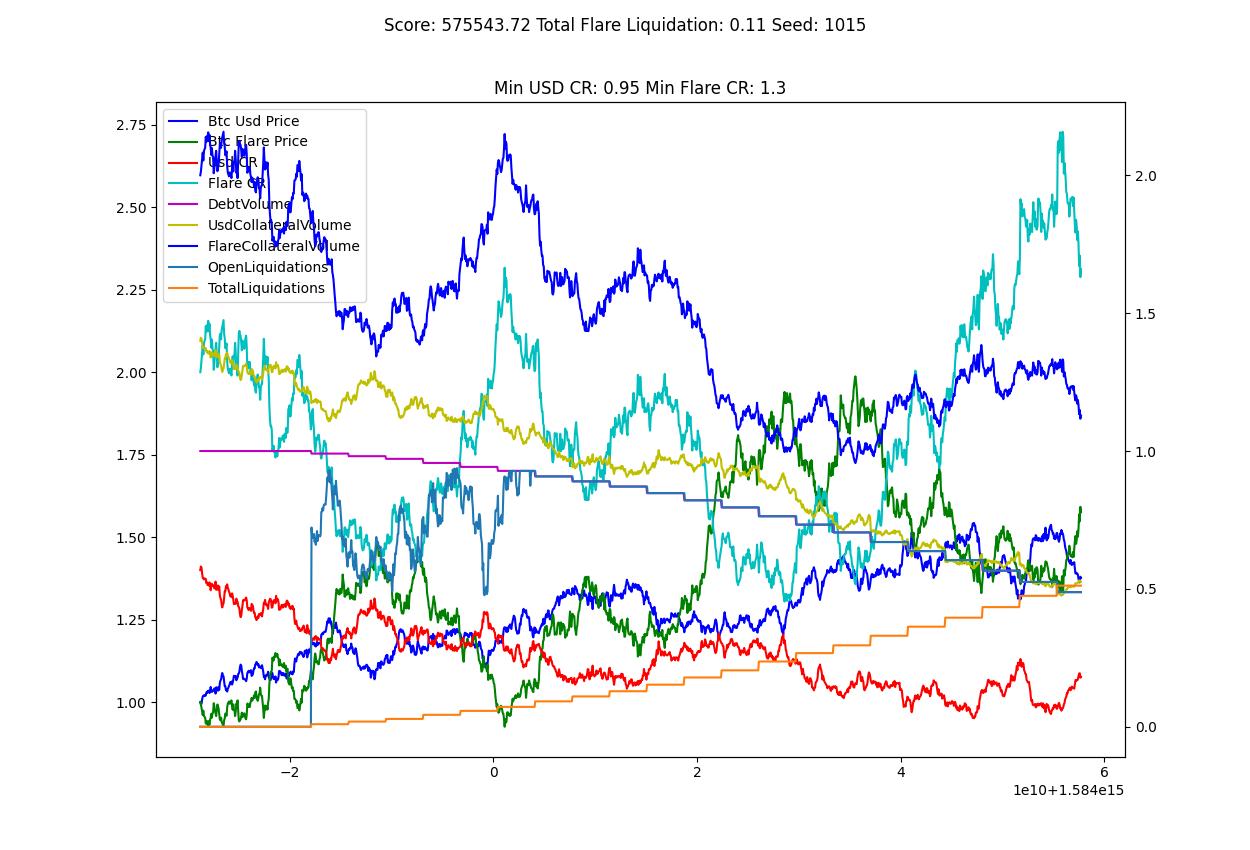 Score: 575543.72 Total Flare Liquidation: 0.11 Seed: 1015
Min USD CR: 0.95 Min Flare CR: 1.3
Btc Usd Price
Btc Flare Price
Usd CR
Flare CR
DebtVolume
UsdCollateralVolume
FlareCollateralVolume
OpenLiquidations
TotalLiquidations
2.75
2.50
2.25
2.00
1.75
1.50
1.25
1.00
2.0
1.5
1.0
0.5
0.0
−2
0
2
4
6
1e10+1.584e15